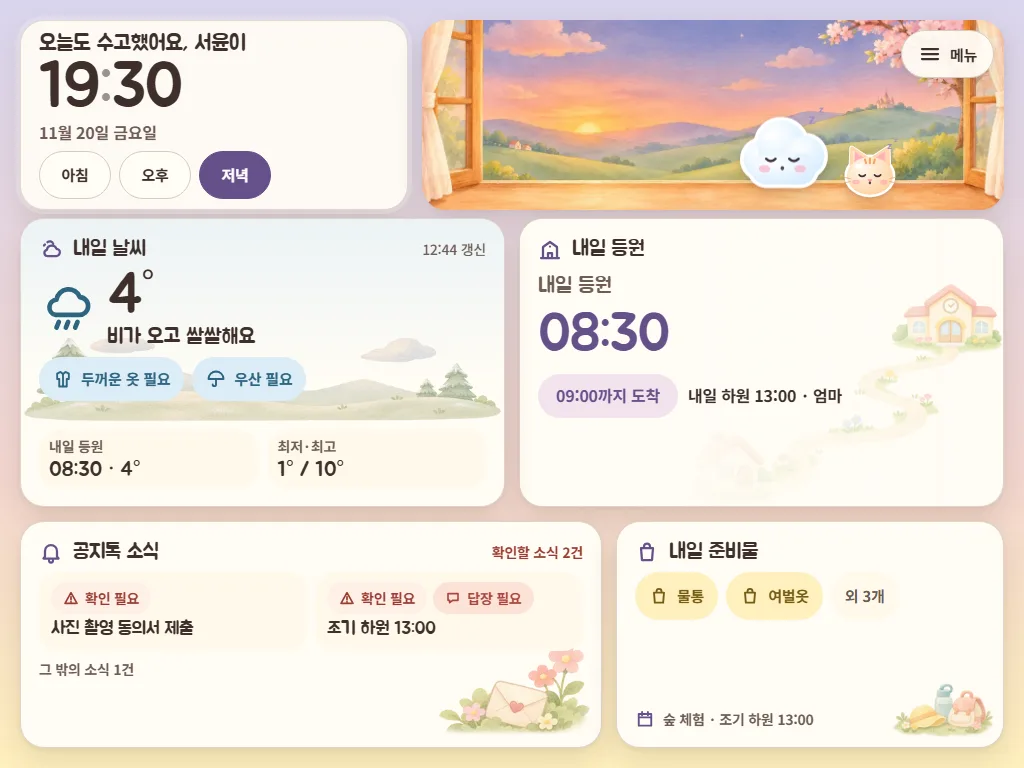 오늘도 수고했어요, 서윤이
19:30
11월 20일 금요일
아침
오후
저녁
메뉴
내일 날씨
12:44 갱신
4°
비가 오고 쌀쌀해요
두꺼운 옷 필요
우산 필요
내일 등원
08:30 · 4°
최저·최고
1° / 10°
내일 등원
내일 등원
08:30
09:00까지 도착
내일 하원 13:00 · 엄마
공지톡 소식
확인할 소식 2건
확인 필요
사진 촬영 동의서 제출
확인 필요
답장 필요
조기 하원 13:00
그 밖의 소식 1건
내일 준비물
물통
여벌옷
외 3개
숲 체험 · 조기 하원 13:00